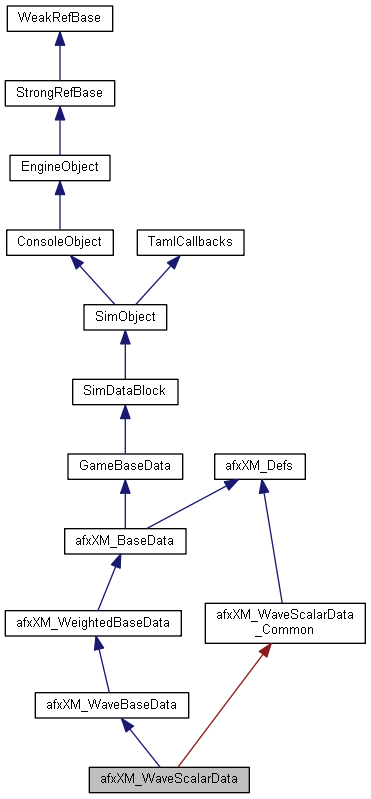 WeakRefBase
StrongRefBase
EngineObject
ConsoleObject
TamlCallbacks
SimObject
SimDataBlock
GameBaseData
afxXM_Defs
afxXM_BaseData
afxXM_WeightedBaseData
afxXM_WaveScalarData
_Common
afxXM_WaveBaseData
afxXM_WaveScalarData